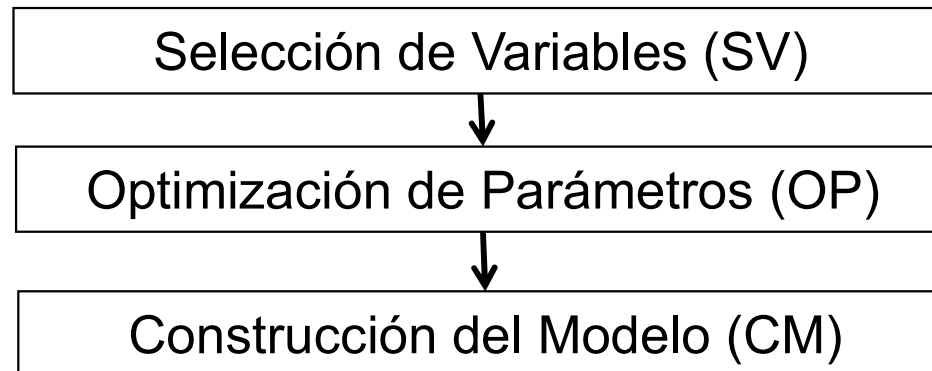 Selección de Variables (SV)
Optimización de Parámetros (OP)
Construcción del Modelo (CM)